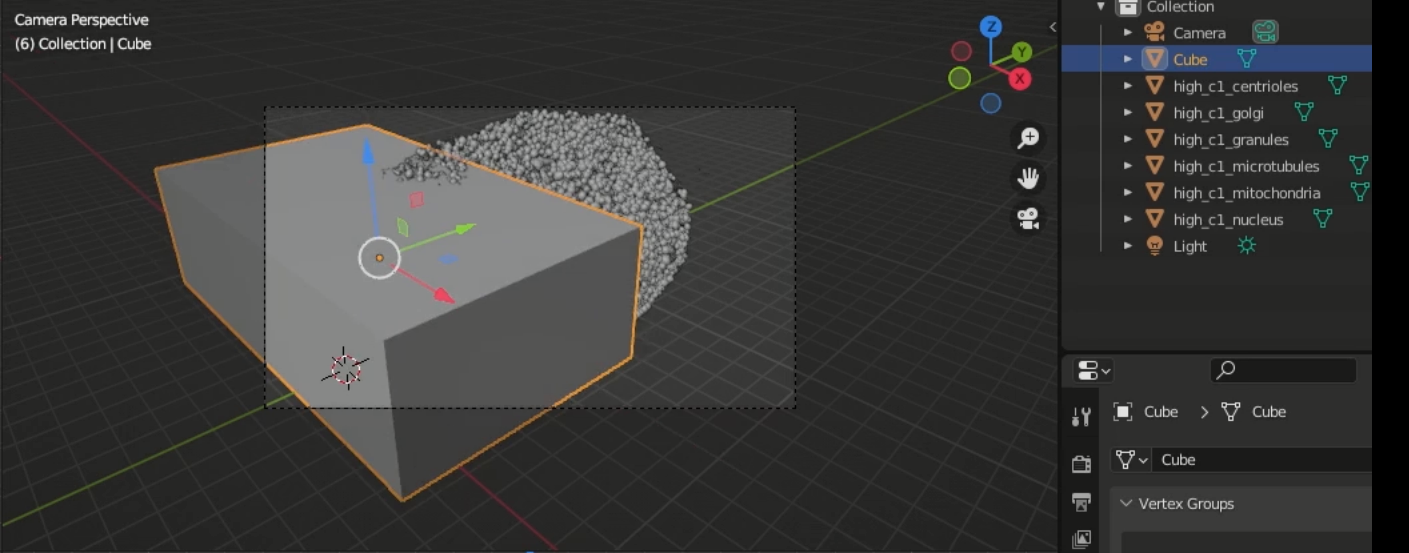 Camera Perspective
(6) Collection | Cube
Z
Y
X
Collection
Camera
Cube
high_c1_centrioles
high_c1_golgi
high_c1_granules
high_c1_microtubules
high_c1_mitochondria
high_c1_nucleus
Light
Cube > Cube
Cube
Vertex Groups